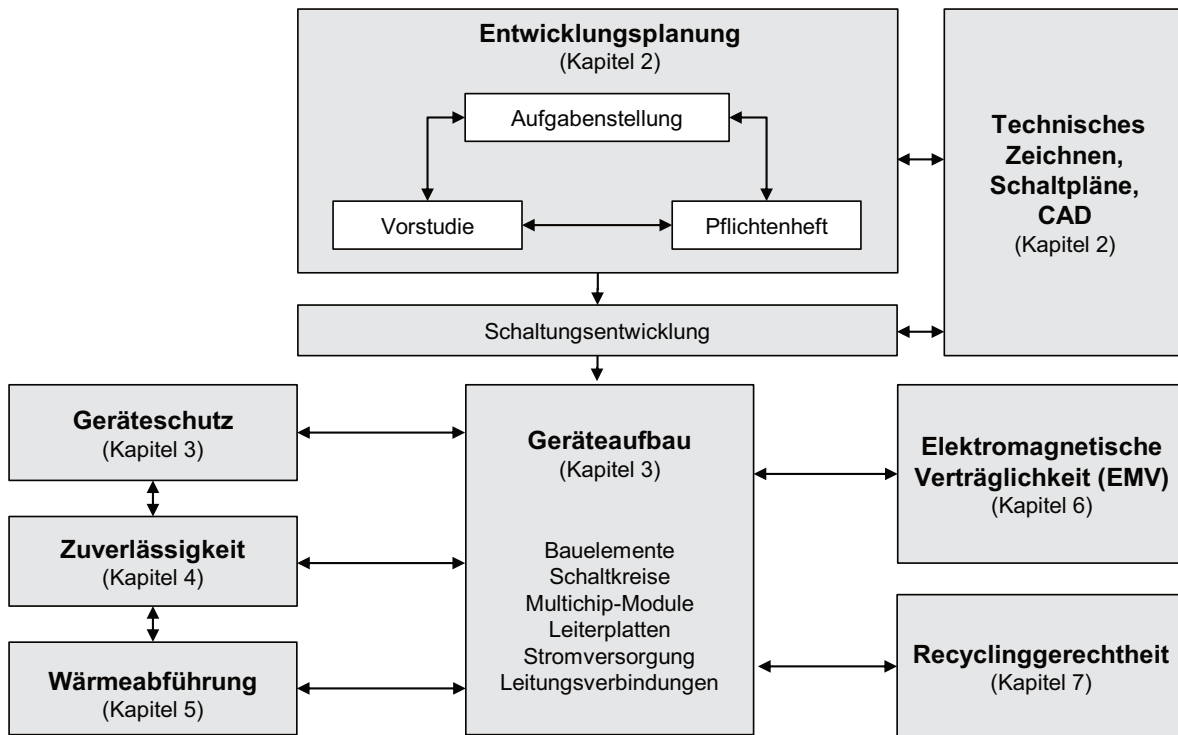 Entwicklungsplanung
(Kapitel 2)
Aufgabenstellung
Vorstudie
Pflichtenheft
Technisches
Zeichnen,
Schaltpläne,
CAD
(Kapitel 2)
Schaltungsentwicklung
Geräteschutz
(Kapitel 3)
Zuverlässigkeit
(Kapitel 4)
Wärmeabführung
(Kapitel 5)
Geräteaufbau
(Kapitel 3)
Bauelemente
Schaltkreise
Multichip-Module
Leiterplatten
Stromversorgung
Leitungsverbindungen
Elektromagnetische
Verträglichkeit (EMV)
(Kapitel 6)
Recyclinggerechtheit
(Kapitel 7)